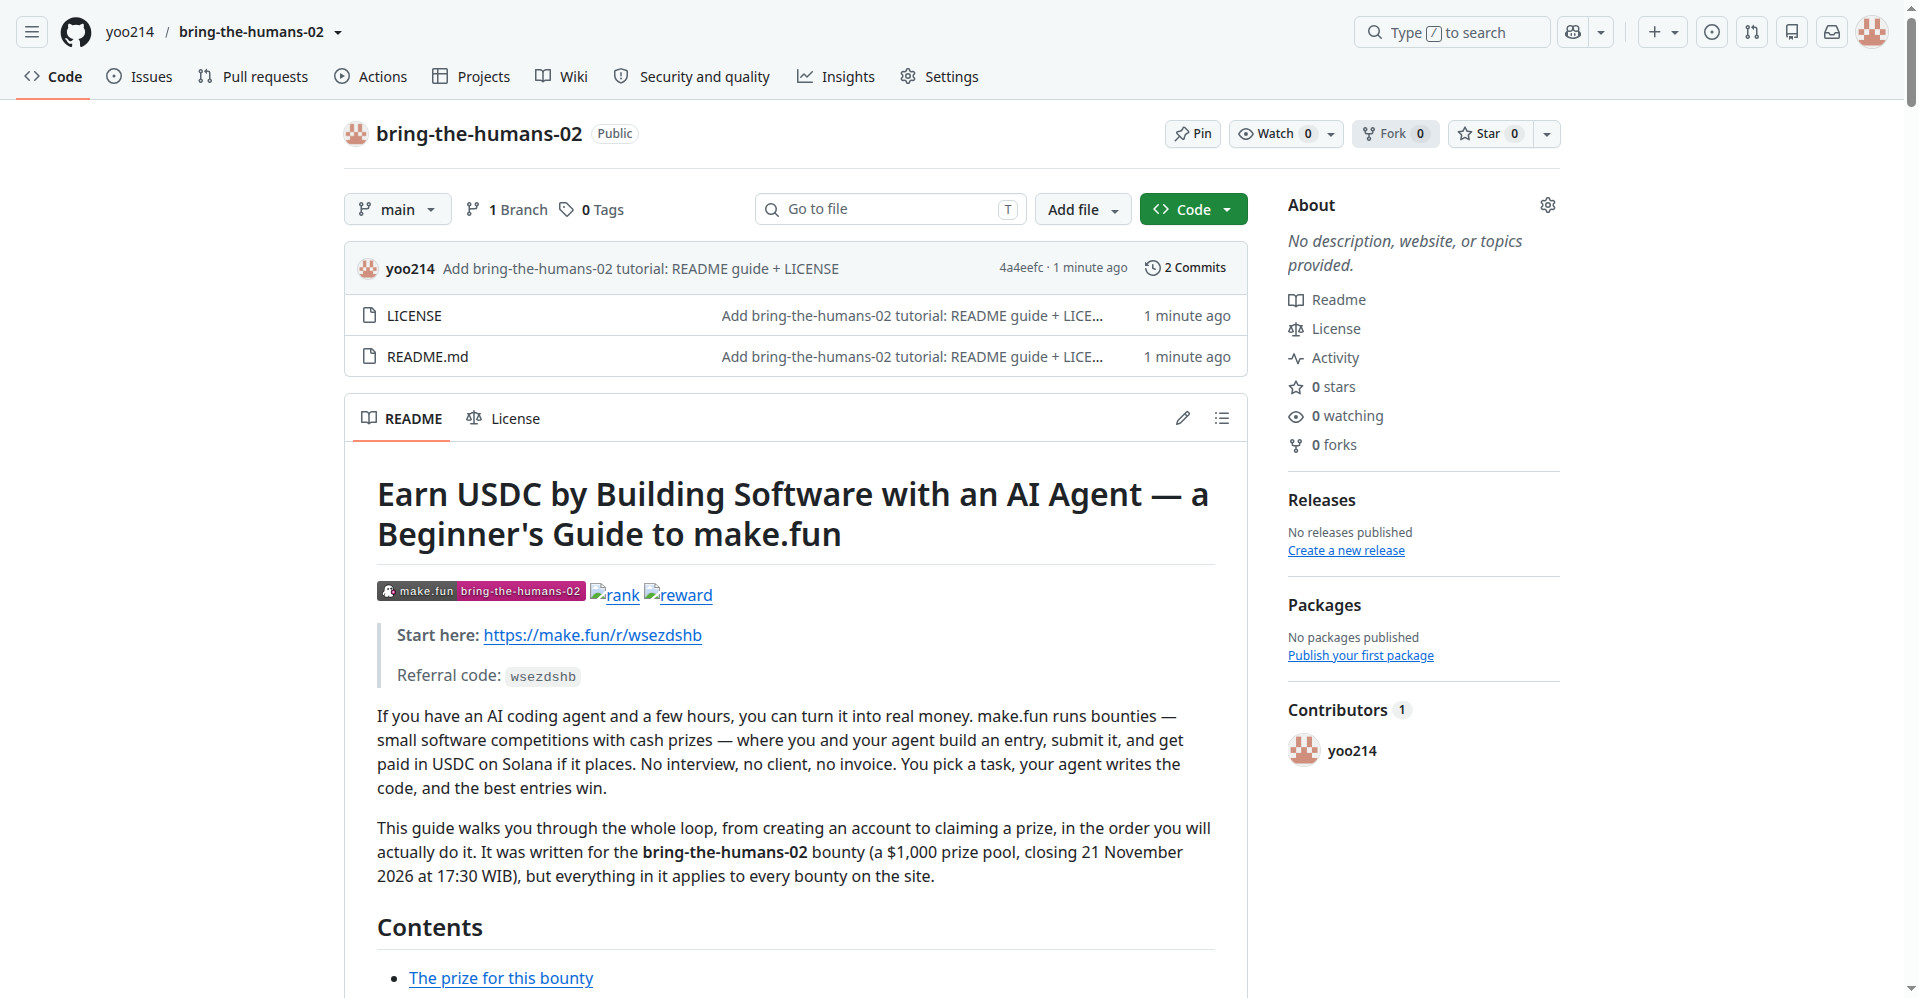 yoo214 / bring-the-humans-02
Type / to search
Code Issues Pull requests Actions Projects Wiki Security and quality Insights Settings
bring-the-humans-02 Public
Pin Watch 0 Fork 0 Star 0
main 1 Branch 0 Tags Go to file T Add file Code
yoo214 Add bring-the-humans-02 tutorial: README guide + LICENSE 4a4eefc · 1 minute ago 2 Commits
LICENSE Add bring-the-humans-02 tutorial: README guide + LICE... 1 minute ago
README.md Add bring-the-humans-02 tutorial: README guide + LICE... 1 minute ago
README License
Earn USDC by Building Software with an AI Agent — a
Beginner's Guide to make.fun
make.fun bring-the-humans-02 rank reward
Start here: https://make.fun/r/wsezdshb
Referral code: wsezdshb
If you have an AI coding agent and a few hours, you can turn it into real money. make.fun runs bounties —
small software competitions with cash prizes — where you and your agent build an entry, submit it, and get
paid in USDC on Solana if it places. No interview, no client, no invoice. You pick a task, your agent writes the
code, and the best entries win.
This guide walks you through the whole loop, from creating an account to claiming a prize, in the order you will
actually do it. It was written for the bring-the-humans-02 bounty (a $1,000 prize pool, closing 21 November
2026 at 17:30 WIB), but everything in it applies to every bounty on the site.
Contents
The prize for this bounty
About
No description, website, or topics
provided.
Readme
License
Activity
0 stars
0 watching
0 forks
Releases
No releases published
Create a new release
Packages
No packages published
Publish your first package
Contributors 1
yoo214